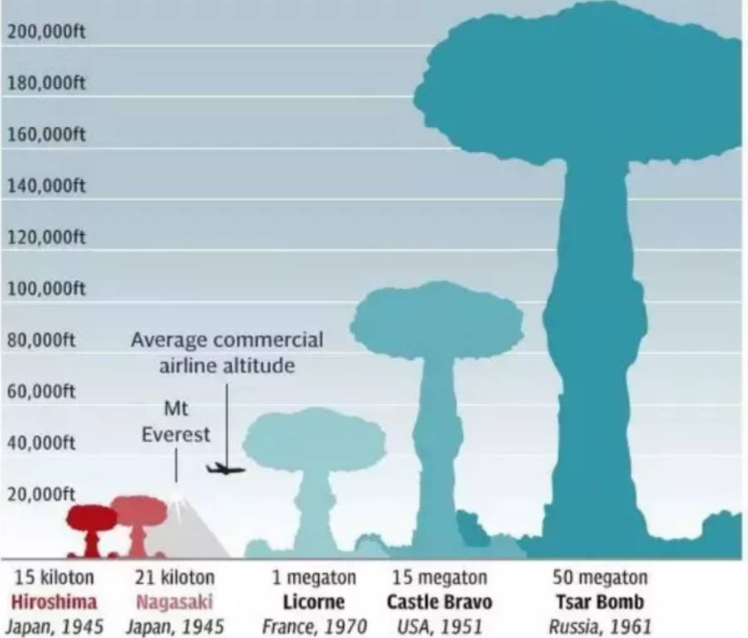 200,000ft
180,000ft
160,000ft
140,000ft
120,000ft
100,000ft
80,000ft
60,000ft
40,000ft
20,000ft
Average commercial
airline altitude
Mt
Everest
15 kiloton
Hiroshima
Japan, 1945
21 kiloton
Nagasaki
Japan, 1945
1 megaton
Licorne
France, 1970
15 megaton
Castle Bravo
USA, 1951
50 megaton
Tsar Bomb
Russia, 1961